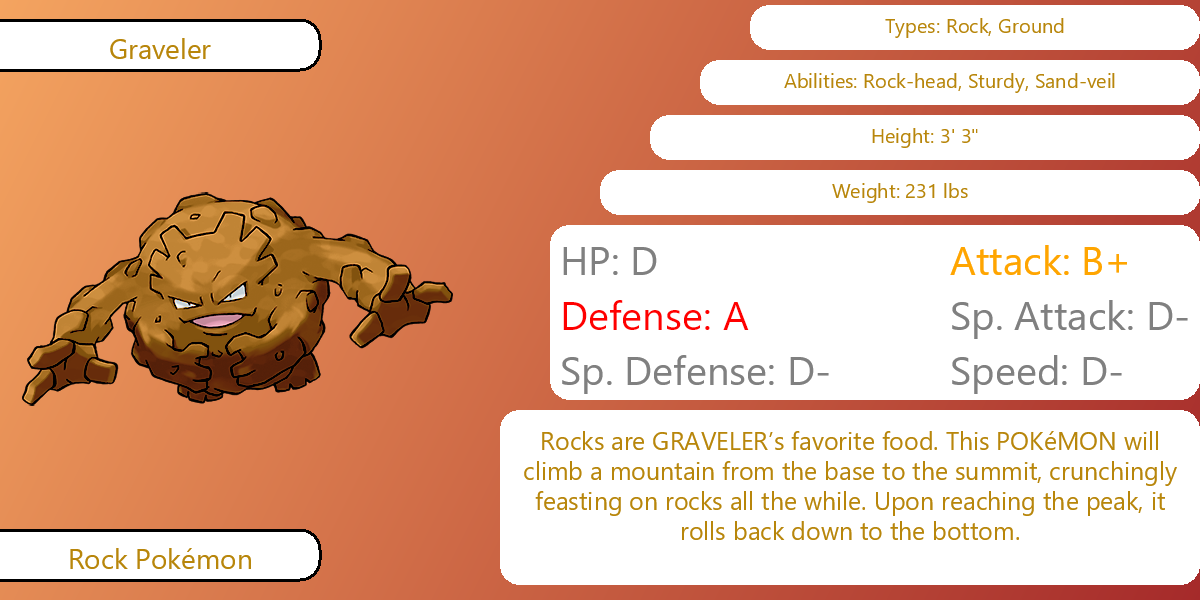 Graveler
Types: Rock, Ground
Abilities: Rock-head, Sturdy, Sand-veil
Height: 3' 3"
Weight: 231 lbs
HP: D
Attack: B+
Defense: A
Sp. Attack: D-
Sp. Defense: D-
Speed: D-
Rocks are GRAVELER’s favorite food. This POKéMON will
climb a mountain from the base to the summit, crunchingly
feasting on rocks all the while. Upon reaching the peak, it
rolls back down to the bottom.
Rock Pokémon